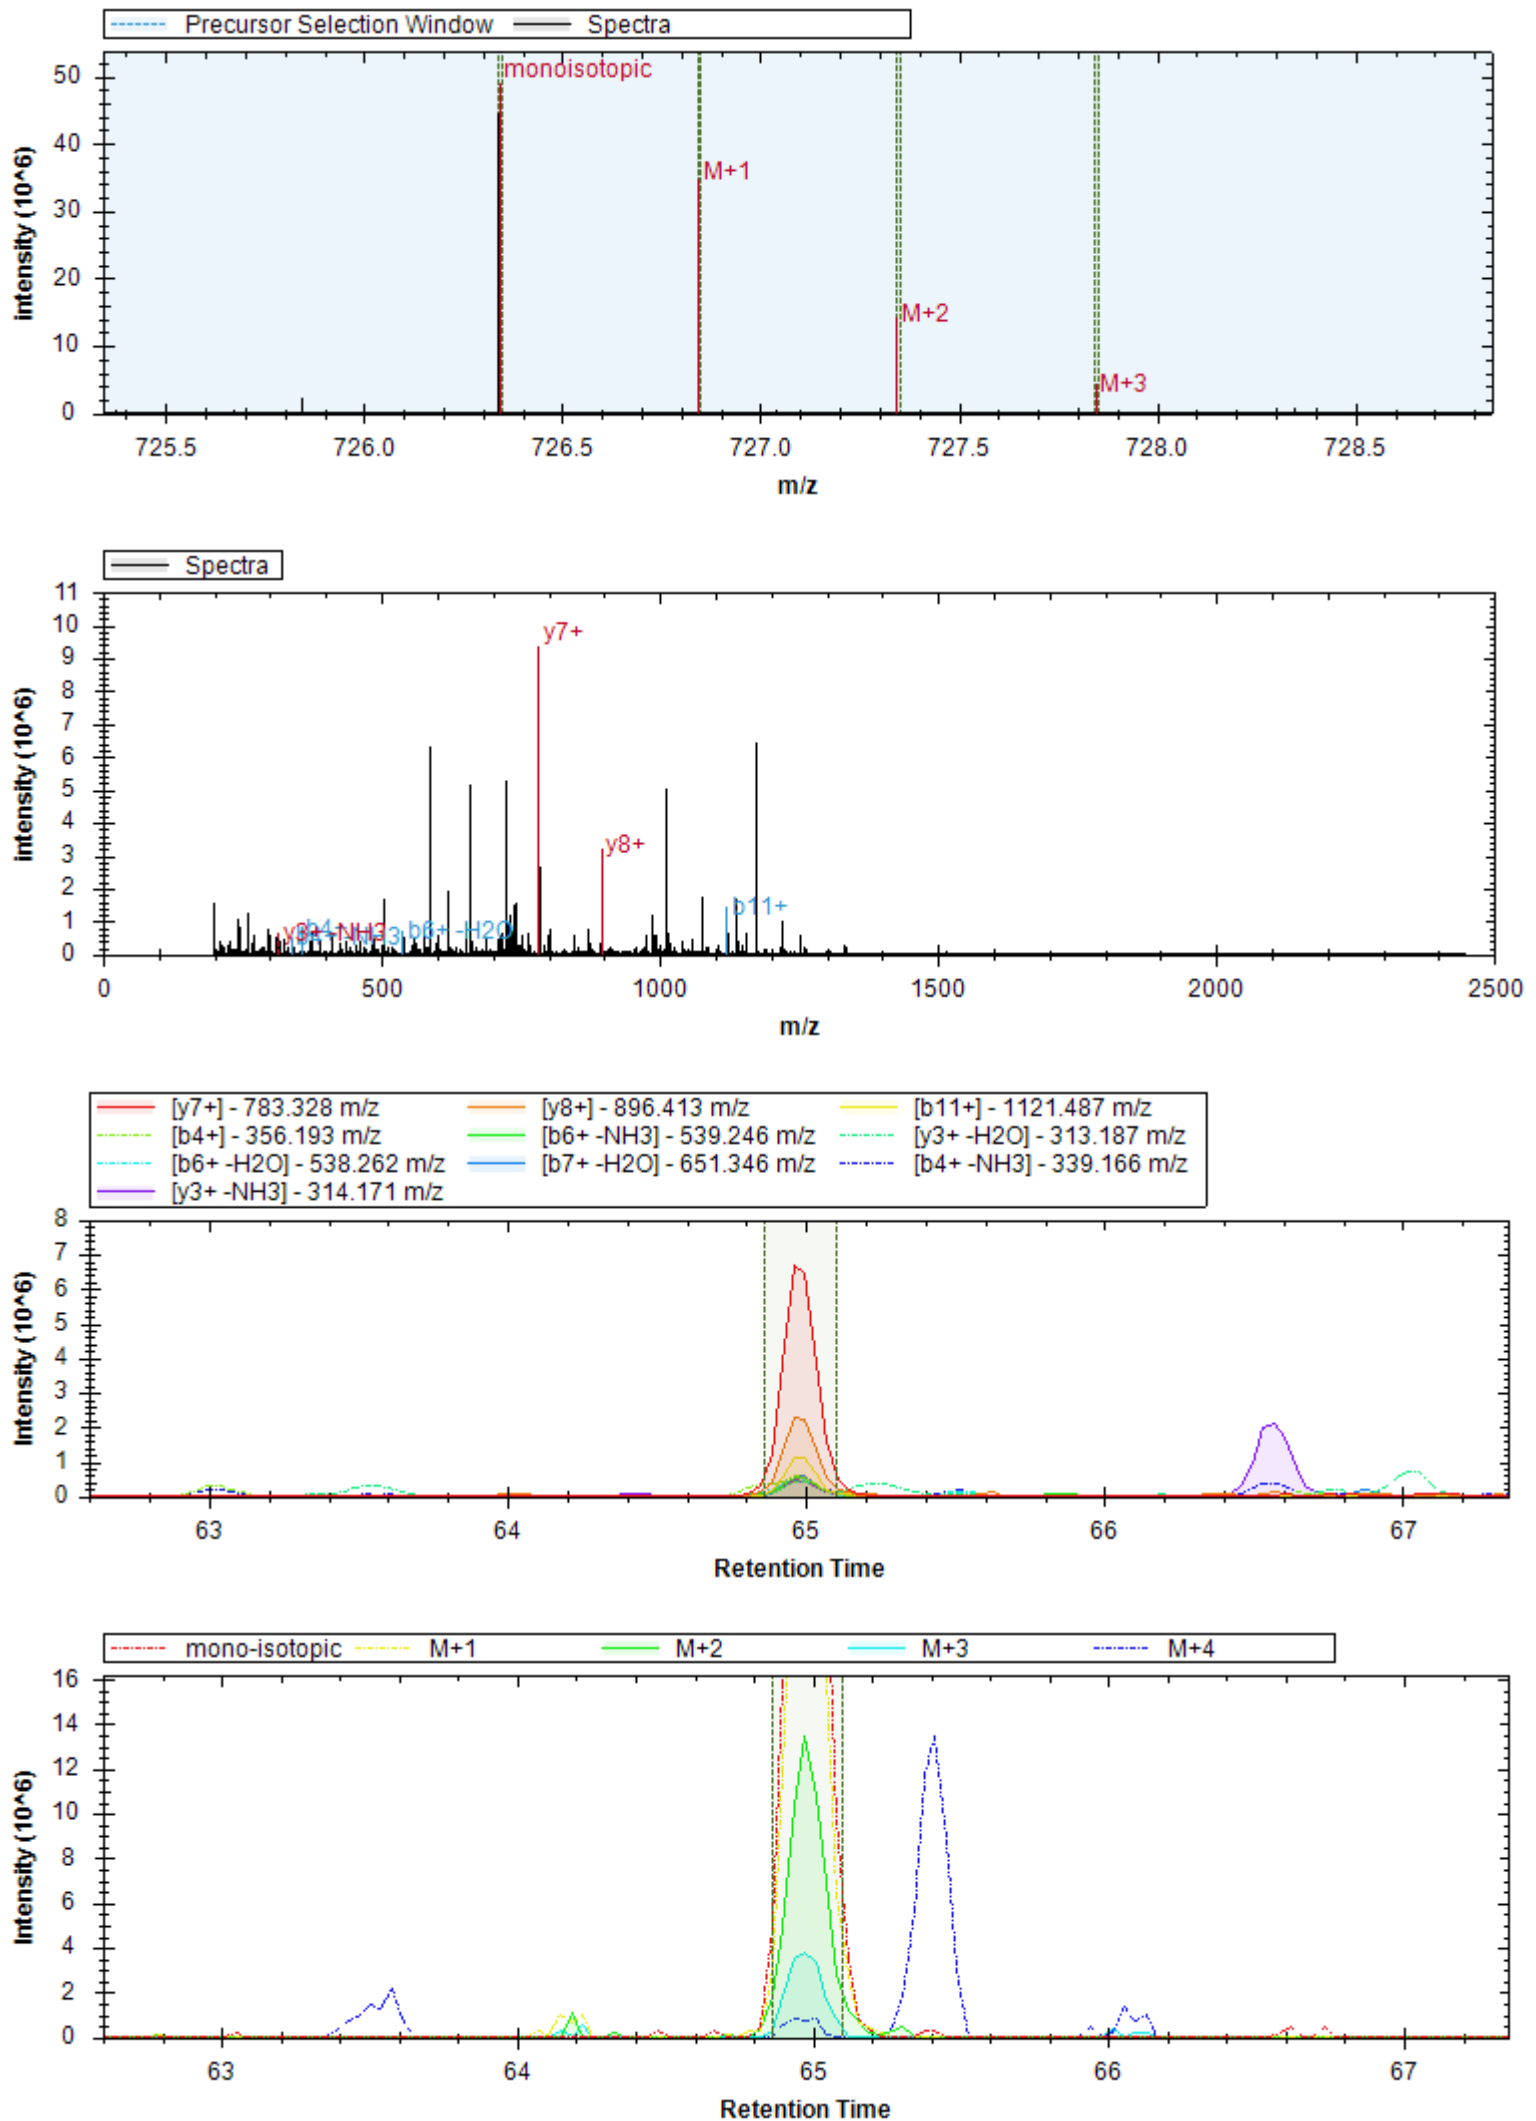 Precursor Selection Window Spectra
monoisotopic
M+1
M+2
M+3
50
40
30
20
10
0
intensity (10^6)
725.5 726.0 726.5 727.0 727.5 728.0 728.5
m/z
Spectra
11
10
9
8
7
6
5
4
3
2
1
0
intensity (10^6)
y7+
y8+
b11+
y3+ -NH3
b6+ -H2O
0 500 1000 1500 2000 2500
m/z
[y7+] - 783.328 m/z [y8+] - 896.413 m/z [b11+] - 1121.487 m/z
[b4+] - 356.193 m/z [b6+ -NH3] - 539.246 m/z [y3+ -H2O] - 313.187 m/z
[b6+ -H2O] - 538.262 m/z [b7+ -H2O] - 651.346 m/z [b4+ -NH3] - 339.166 m/z
[y3+ -NH3] - 314.171 m/z
8
7
6
5
4
3
2
1
0
Intensity (10^6)
63 64 65 66 67
Retention Time
mono-isotopic M+1 M+2 M+3 M+4
16
14
12
10
8
6
4
2
0
Intensity (10^6)
63 64 65 66 67
Retention Time